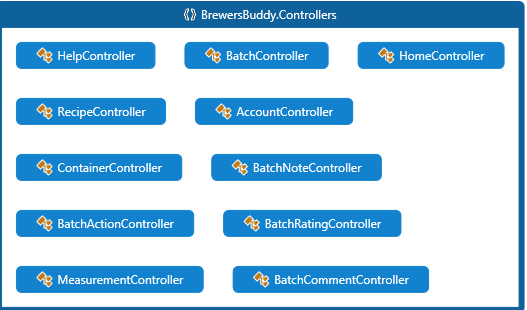 BrewersBuddy.Controllers
HelpController BatchController HomeController
RecipeController AccountController
ContainerController BatchNoteController
BatchActionController BatchRatingController
MeasurementController BatchCommentController